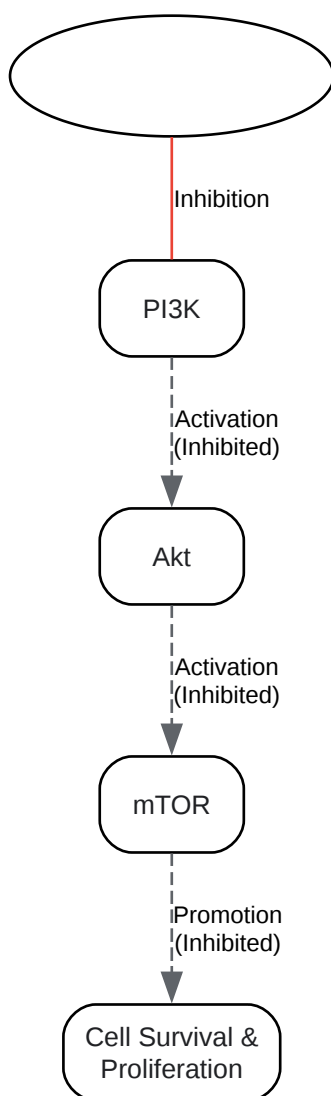 Inhibition
PI3K
Activation
(Inhibited)
Akt
Activation
(Inhibited)
mTOR
Promotion
(Inhibited)
Cell Survival &
Proliferation